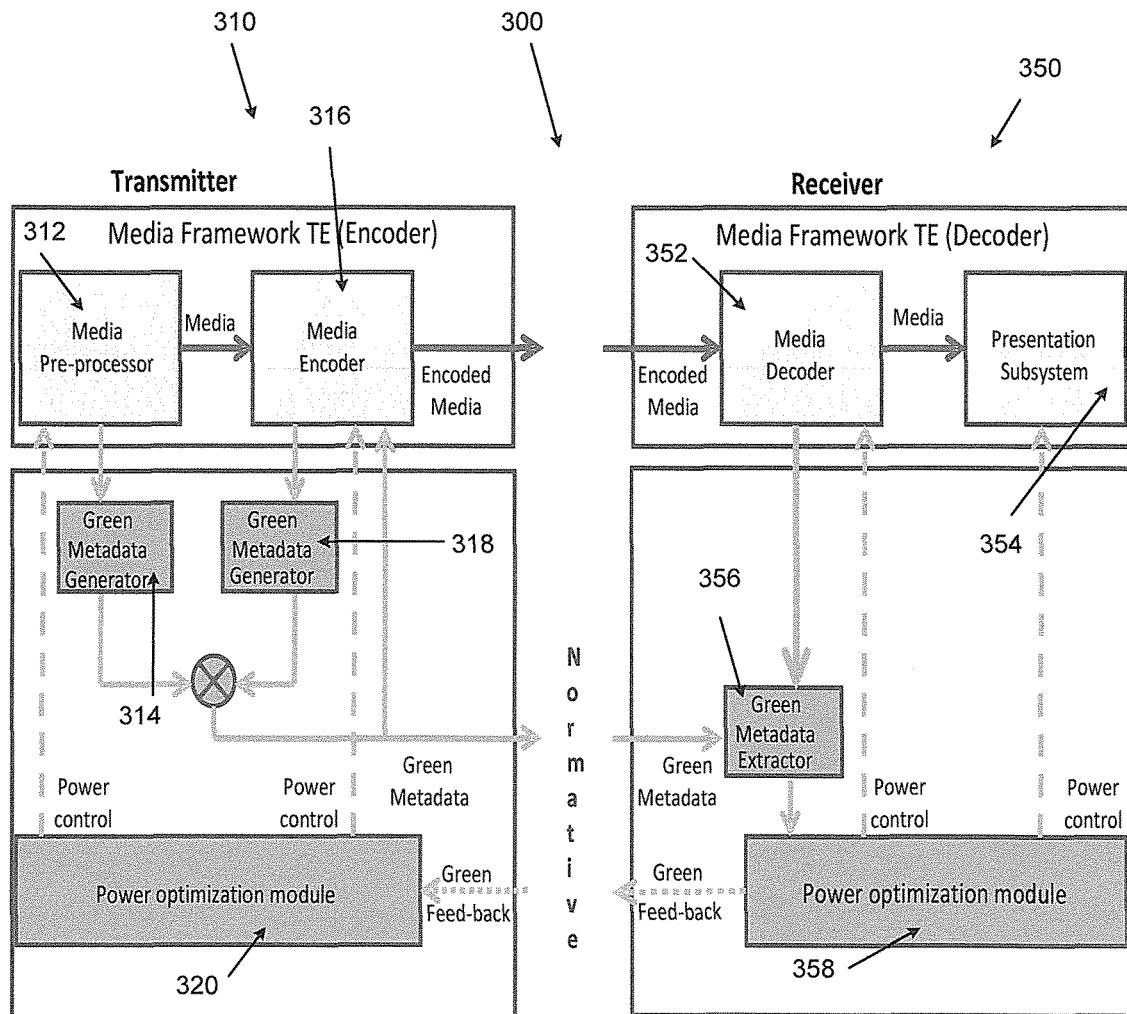 310
300
350
316
Transmitter
Receiver
Media Framework TE (Encoder)
312
Media
Pre-processor
Media
Media
Encoder
Encoded
Media
Media Framework TE (Decoder)
352
Encoded
Media
Media
Decoder
Media
Presentation
Subsystem
354
Green
Metadata
Generator
314
Green
Metadata
Generator
318
356
Green
Metadata
Extractor
N
o
r
m
a
t
i
v
e
Green
Metadata
Green
Metadata
Power
control
Power
control
Power
control
Power
control
Power optimization module
320
Green
Feed-back
Green
Feed-back
Power optimization module
358